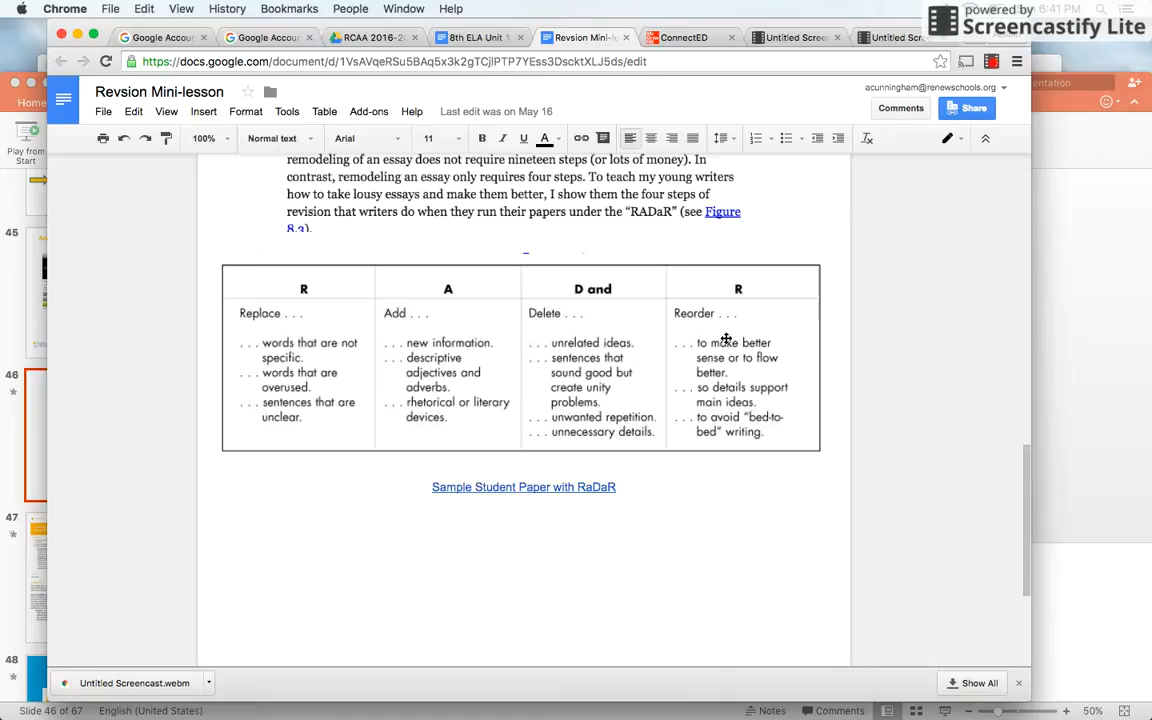 Chrome File Edit View History Bookmarks People Window Help
6:41 PM
powered by
Screencastify Lite
Google Accour
Google Accour
RCAA 2016-2
8th ELA Unit
Revsion Mini-l
ConnectED
Untitled Screen
Untitled Scr
https://docs.google.com/document/d/1VsAVqeRSu5BAq5x3k2gTCjlPTP7YEss3DscktXLJ5ds/edit
Home
Play from
Start
Revsion Mini-lesson
acunningham@renewschools.org
File Edit View Insert Format Tools Table Add-ons Help Last edit was on May 16
Comments
Share
100% Normal text Arial 11
remodeling of an essay does not require nineteen steps (or lots of money). In
contrast, remodeling an essay only requires four steps. To teach my young writers
how to take lousy essays and make them better, I show them the four steps of
revision that writers do when they run their papers under the “RADaR” (see Figure
8.3).
R
Replace . . .
. . . words that are not
specific.
. . . words that are
overused.
. . . sentences that are
unclear.
A
Add . . .
. . . new information.
. . . descriptive
adjectives and
adverbs.
. . . rhetorical or literary
devices.
D and
Delete . . .
. . . unrelated ideas.
. . . sentences that
sound good but
create unity
problems.
. . . unwanted repetition.
. . . unnecessary details.
R
Reorder . . .
. . . to make better
sense or to flow
better.
. . . so details support
main ideas.
. . . to avoid “bed-to-
bed” writing.
Sample Student Paper with RaDaR
45
46
47
48
Untitled Screencast.webm
Show All
Slide 46 of 67 English (United States)
Notes Comments 50%